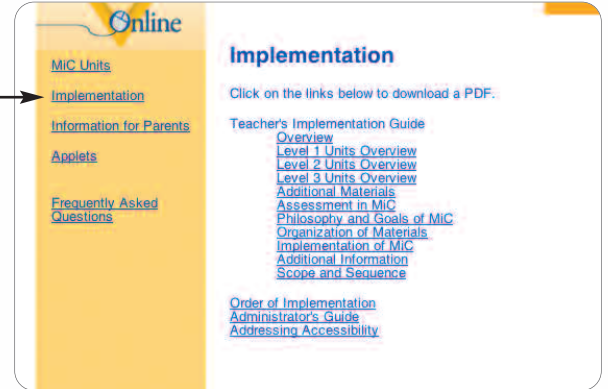 Online
MiC Units
Implementation
Information for Parents
Applets
Frequently Asked
Questions
Implementation
Click on the links below to download a PDF.
Teacher's Implementation Guide
Overview
Level 1 Units Overview
Level 2 Units Overview
Level 3 Units Overview
Additional Materials
Assessment in MiC
Philosophy and Goals of MiC
Organization of Materials
Implementation of MiC
Additional Information
Scope and Sequence
Order of Implementation
Administrator's Guide
Addressing Accessibility